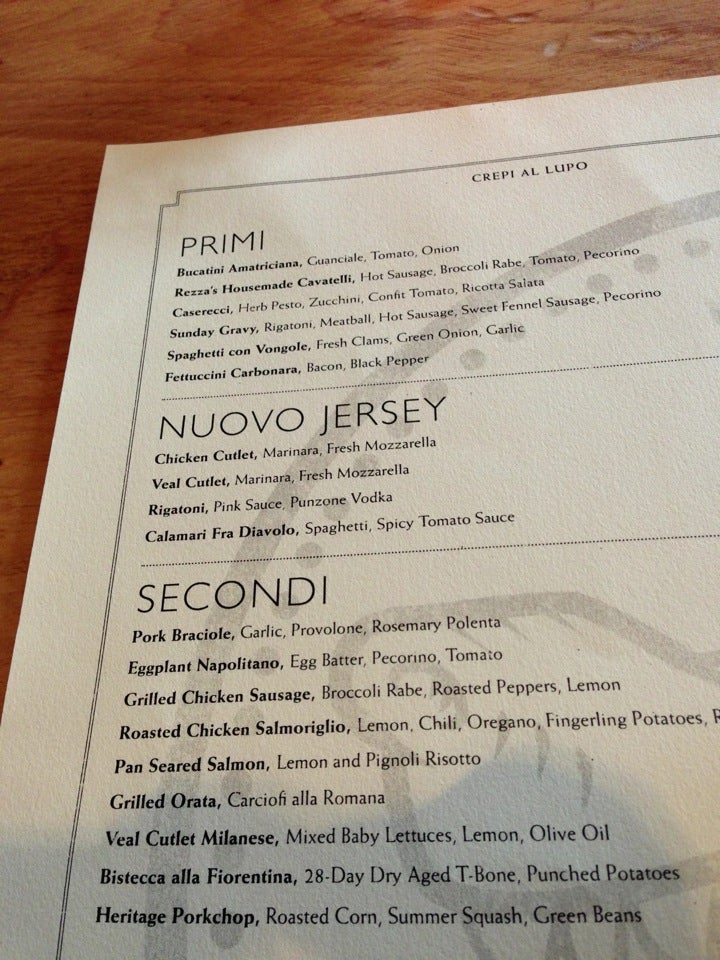 CREPI AL LUPO
PRIMI
Bucatini Amatriciana, Guanciale, Tomato, Onion
Rezza's Housemade Cavatelli, Hot Sausage, Broccoli Rabe, Tomato, Pecorino
Caserecci, Herb Pesto, Zucchini, Confit Tomato, Ricotta Salata
Sunday Gravy, Rigatoni, Meatball, Hot Sausage, Sweet Fennel Sausage, Pecorino
Spaghetti con Vongole, Fresh Clams, Green Onion, Garlic
Fettuccini Carbonara, Bacon, Black Pepper
NUOVO JERSEY
Chicken Cutlet, Marinara, Fresh Mozzarella
Veal Cutlet, Marinara, Fresh Mozzarella
Rigatoni, Pink Sauce, Punzone Vodka
Calamari Fra Diavolo, Spaghetti, Spicy Tomato Sauce
SECONDI
Pork Braciole, Garlic, Provolone, Rosemary Polenta
Eggplant Napolitano, Egg Batter, Pecorino, Tomato
Grilled Chicken Sausage, Broccoli Rabe, Roasted Peppers, Lemon
Roasted Chicken Salmoriglio, Lemon, Chili, Oregano, Fingerling Potatoes,
Pan Seared Salmon, Lemon and Pignoli Risotto
Grilled Orata, Carciofi alla Romana
Veal Cutlet Milanese, Mixed Baby Lettuces, Lemon, Olive Oil
Bistecca alla Fiorentina, 28-Day Dry Aged T-Bone, Punched Potatoes
Heritage Porkchop, Roasted Corn, Summer Squash, Green Beans